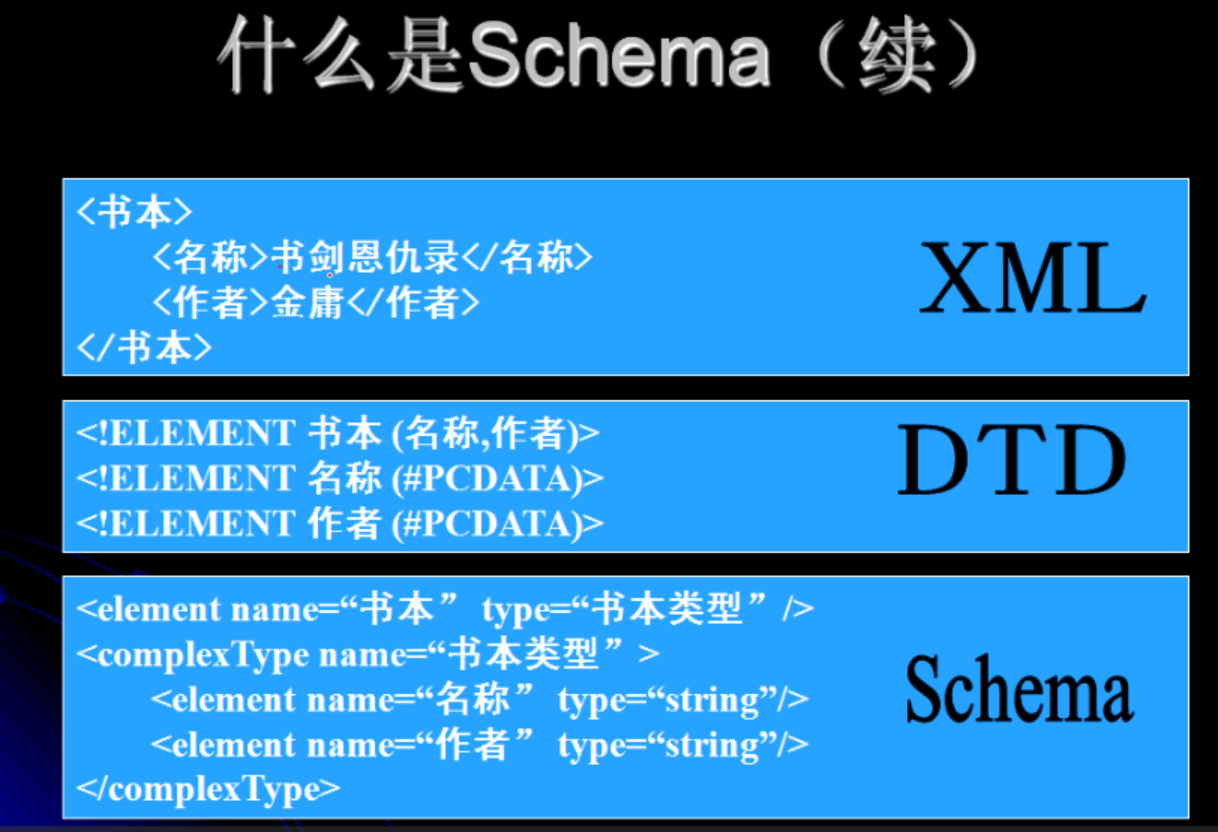 什么是Schema（续）
<书本>
<名称>书剑恩仇录</名称>
<作者>金庸</作者>
</书本>
XML
<!ELEMENT 书本 (名称,作者)>
<!ELEMENT 名称 (#PCDATA)>
<!ELEMENT 作者 (#PCDATA)>
DTD
<element name=“书本” type=“书本类型”/>
<complexType name=“书本类型”>
<element name=“名称” type=“string”/>
<element name=“作者” type=“string”/>
</complexType>
Schema